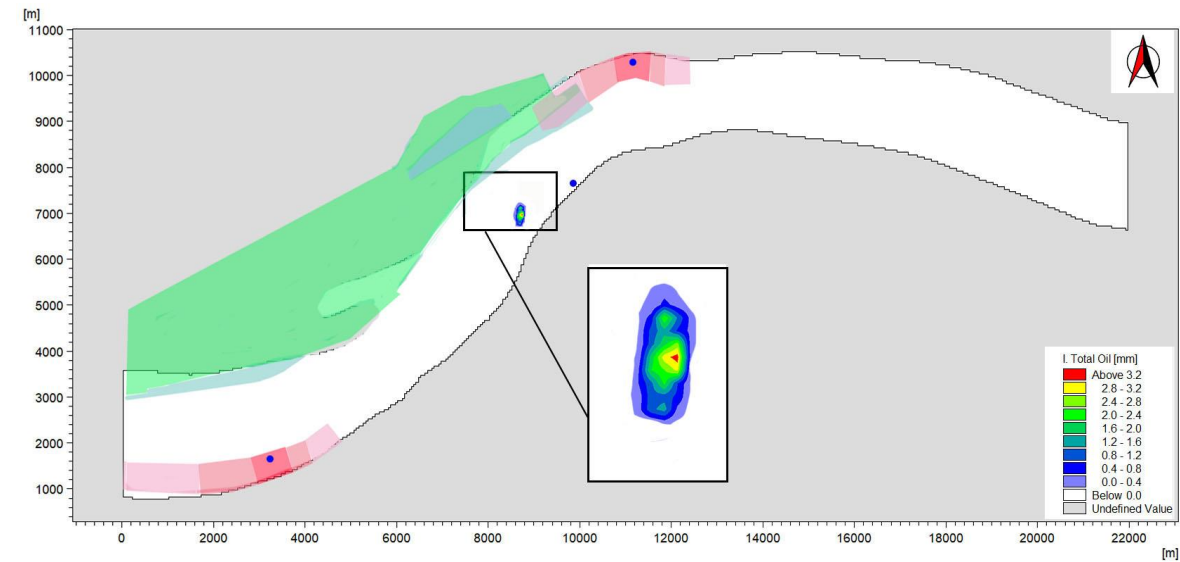 [m]
11000
10000
9000
8000
7000
6000
5000
4000
3000
2000
1000
I. Total Oil [mm]
Above 3.2
2.8 - 3.2
2.4 - 2.8
2.0 - 2.4
1.6 - 2.0
1.2 - 1.6
0.8 - 1.2
0.4 - 0.8
0.0 - 0.4
Below 0.0
Undefined Value
0 2000 4000 6000 8000 10000 12000 14000 16000 18000 20000 22000
[m]